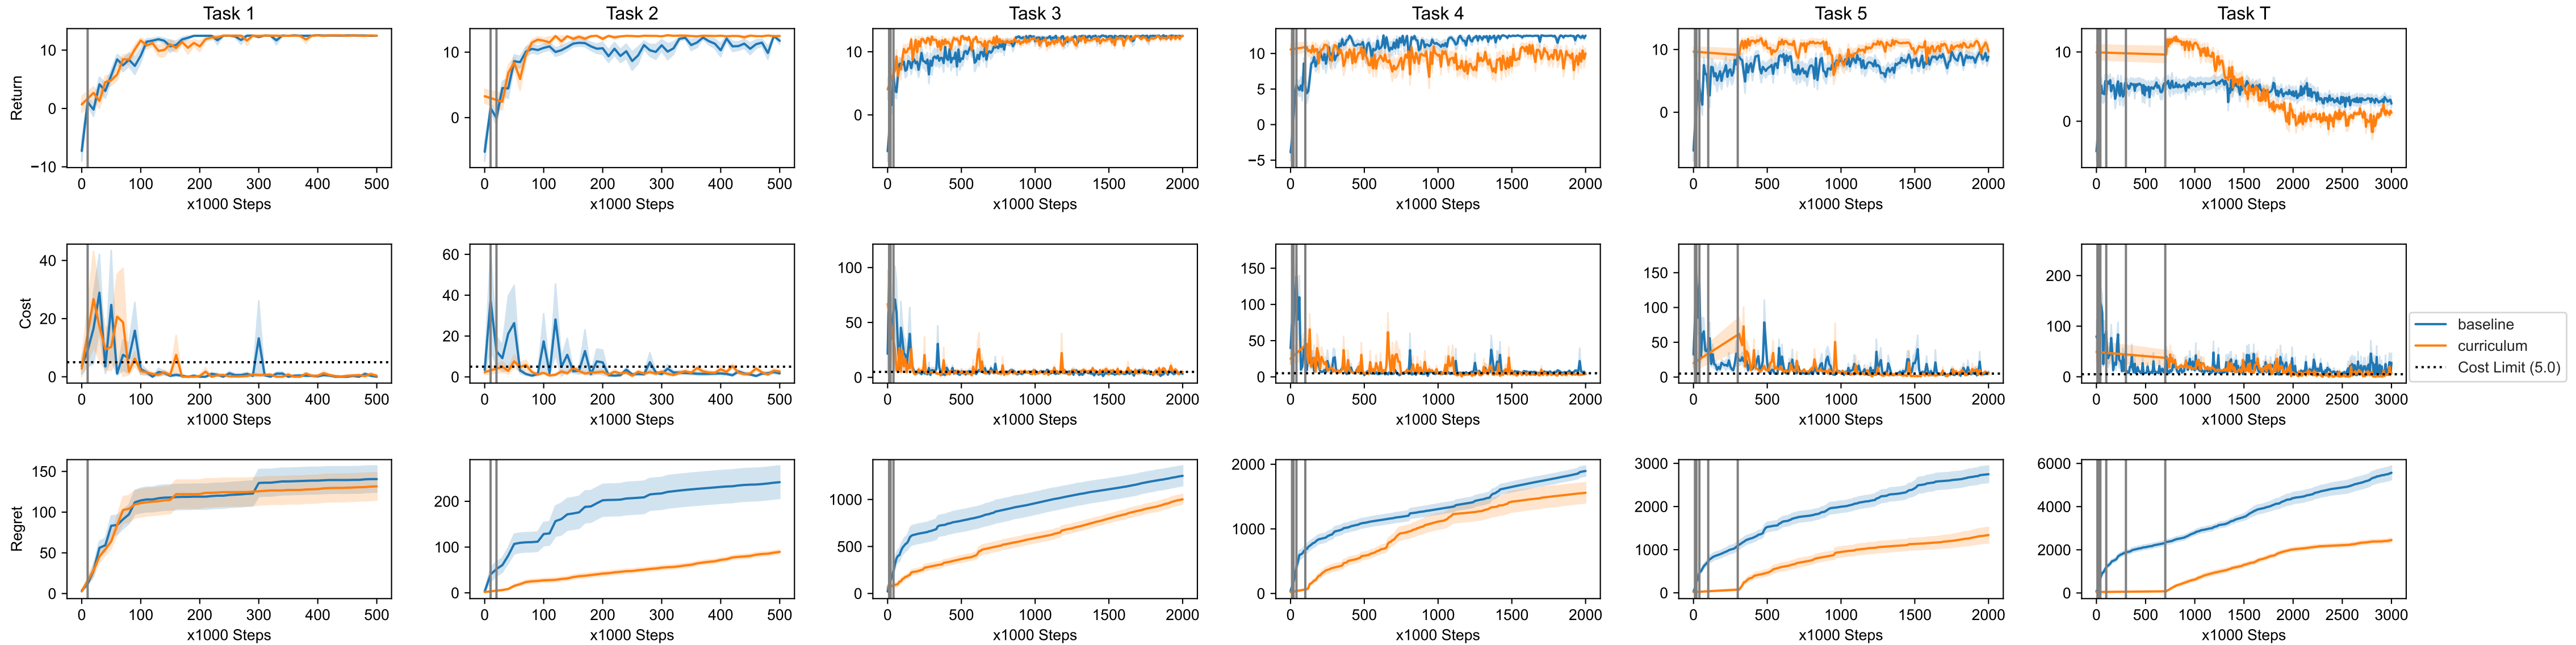 Task 1
Task 2
Task 3
Task 4
Task 5
Task T
Return
10
0
−10
0 100 200 300 400 500
x1000 Steps
10
0
0 100 200 300 400 500
x1000 Steps
10
0
0 500 1000 1500 2000
x1000 Steps
10
5
0
−5
0 500 1000 1500 2000
x1000 Steps
10
0
0 500 1000 1500 2000
x1000 Steps
10
0
0 500 1000 1500 2000 2500 3000
x1000 Steps
Cost
40
20
0
0 100 200 300 400 500
x1000 Steps
60
40
20
0
0 100 200 300 400 500
x1000 Steps
100
50
0
0 500 1000 1500 2000
x1000 Steps
150
100
50
0
0 500 1000 1500 2000
x1000 Steps
150
100
50
0
0 500 1000 1500 2000
x1000 Steps
200
100
0
0 500 1000 1500 2000 2500 3000
x1000 Steps
baseline
curriculum
Cost Limit (5.0)
Regret
150
100
50
0
0 100 200 300 400 500
x1000 Steps
200
100
0
0 100 200 300 400 500
x1000 Steps
1000
500
0
0 500 1000 1500 2000
x1000 Steps
2000
1000
0
0 500 1000 1500 2000
x1000 Steps
3000
2000
1000
0
0 500 1000 1500 2000
x1000 Steps
6000
4000
2000
0
0 500 1000 1500 2000 2500 3000
x1000 Steps